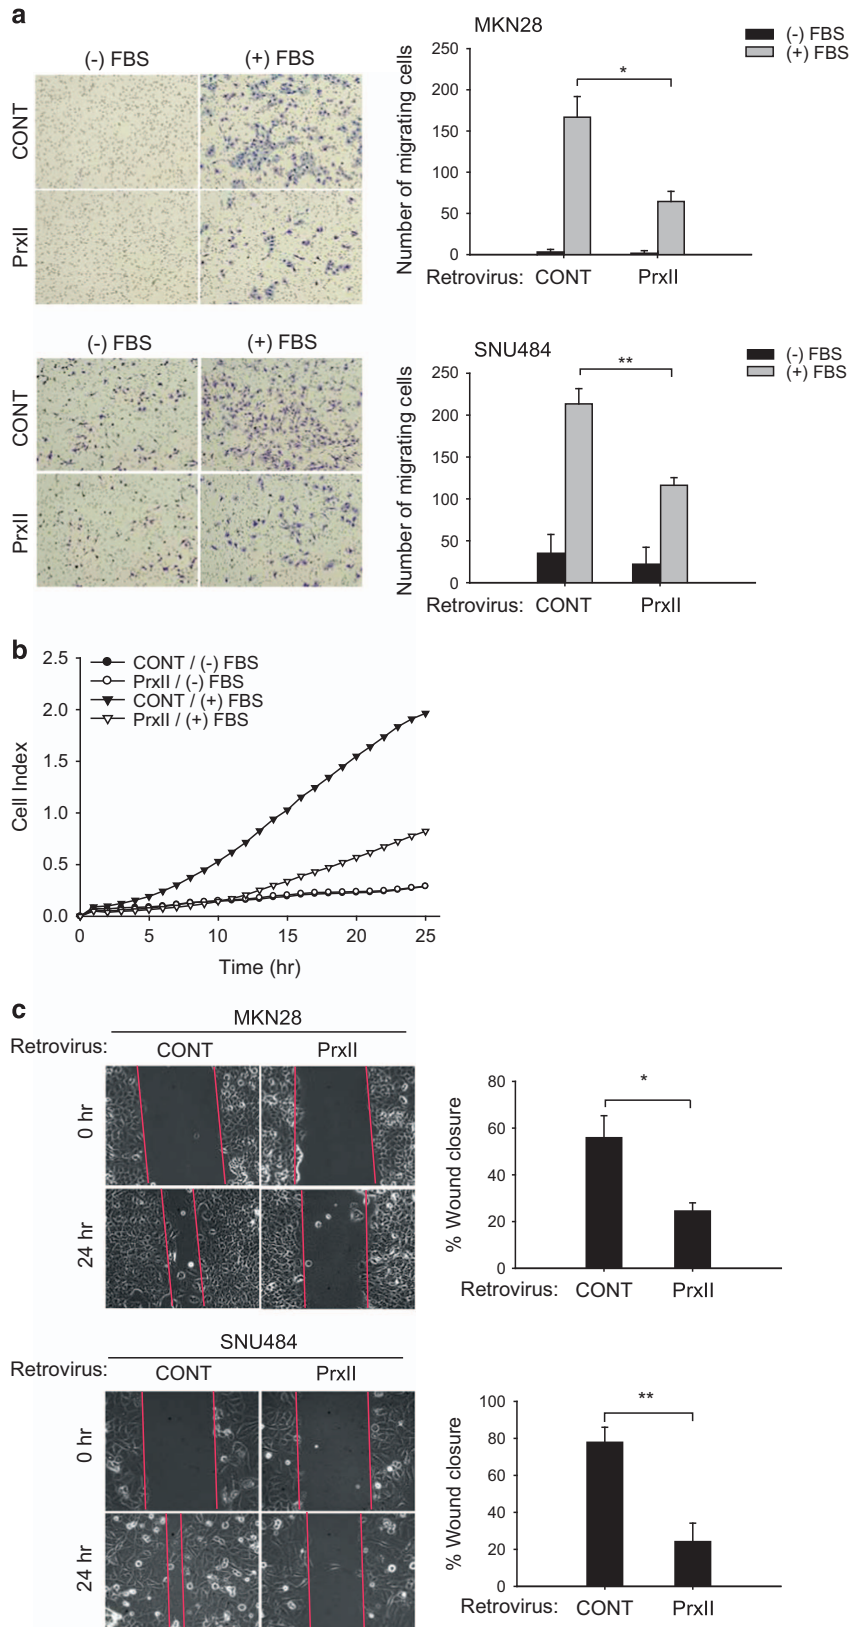 a
(-) FBS (+) FBS
CONT
PrxII
MKN28
(-) FBS
(+) FBS
Number of migrating cells
250
200
150
100
50
0
*
Retrovirus: CONT PrxII
(-) FBS (+) FBS
CONT
PrxII
SNU484
(-) FBS
(+) FBS
Number of migrating cells
250
200
150
100
50
0
**
Retrovirus: CONT PrxII
b
CONT / (-) FBS
PrxII / (-) FBS
CONT / (+) FBS
PrxII / (+) FBS
Cell Index
2.5
2.0
1.5
1.0
0.5
0.0
0 5 10 15 20 25
Time (hr)
c
MKN28
Retrovirus: CONT PrxII
0 hr
24 hr
% Wound closure
80
60
40
20
0
*
Retrovirus: CONT PrxII
SNU484
Retrovirus: CONT PrxII
0 hr
24 hr
% Wound closure
100
80
60
40
20
0
**
Retrovirus: CONT PrxII